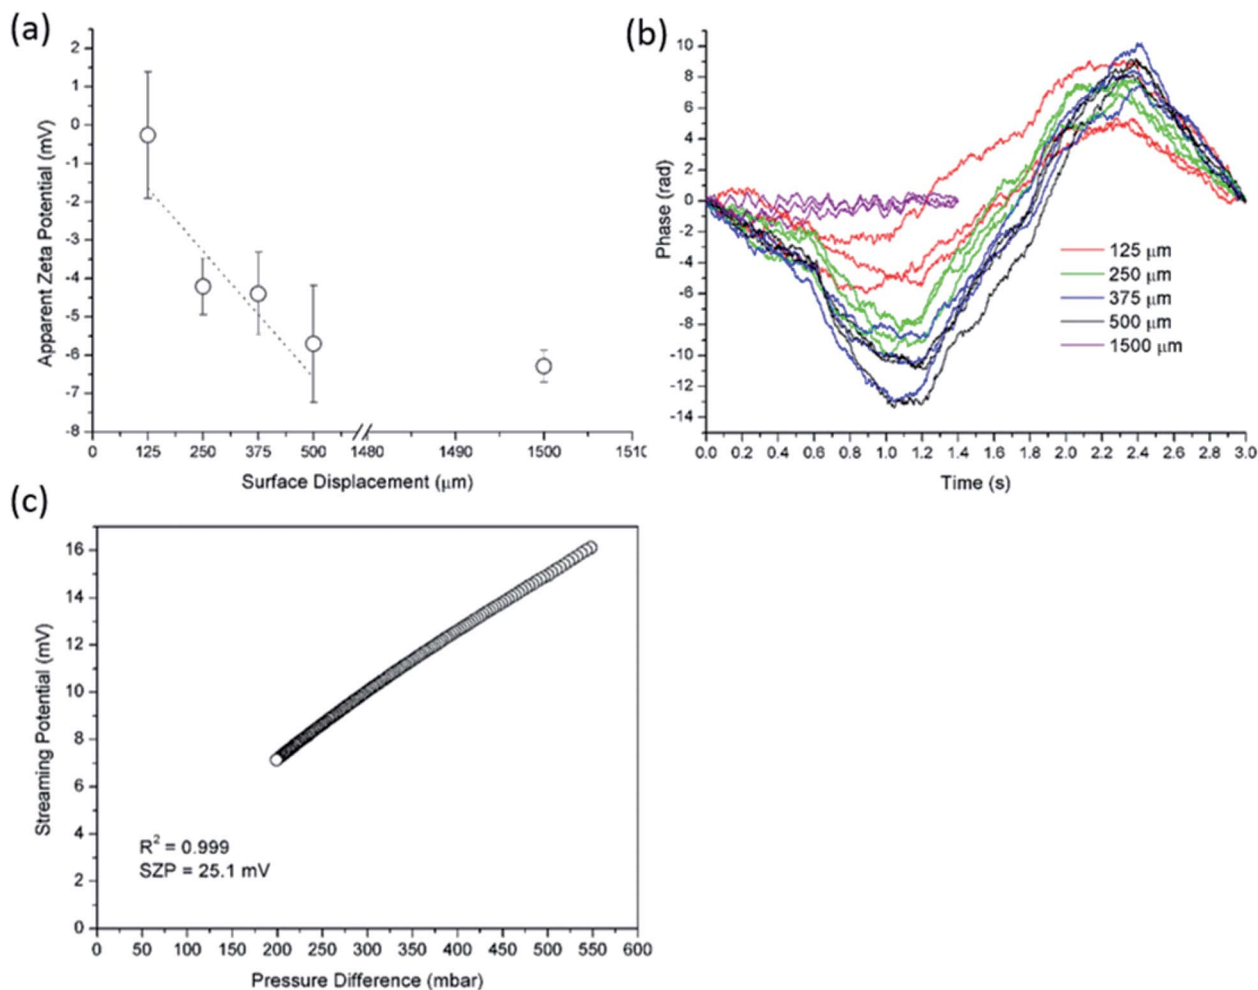 (a)
2
1
0
-1
-2
-3
-4
-5
-6
-7
-8
Apparent Zeta Potential (mV)
0 125 250 375 500 1480 1490 1500 1510
Surface Displacement (μm)
(b)
10
8
6
4
2
0
-2
-4
-6
-8
-10
-12
-14
Phase (rad)
125 μm
250 μm
375 μm
500 μm
1500 μm
0.0 0.2 0.4 0.6 0.8 1.0 1.2 1.4 1.6 1.8 2.0 2.2 2.4 2.6 2.8 3.0
Time (s)
(c)
16
14
12
10
8
6
4
2
0
Streaming Potential (mV)
R² = 0.999
SZP = 25.1 mV
0 50 100 150 200 250 300 350 400 450 500 550 600
Pressure Difference (mbar)